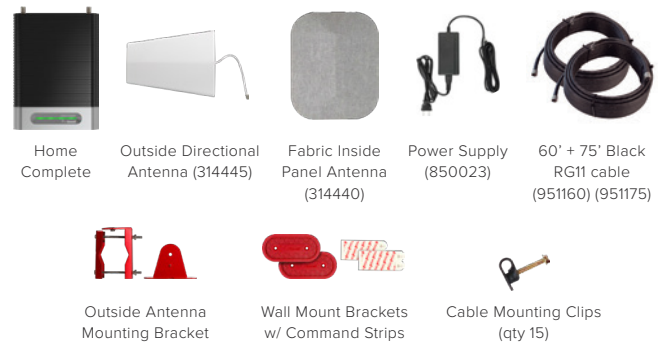 Home
Complete
Outside Directional
Antenna (314445)
Fabric Inside
Panel Antenna
(314440)
Power Supply
(850023)
60’ + 75’ Black
RG11 cable
(951160) (951175)
Outside Antenna
Mounting Bracket
Wall Mount Brackets
w/ Command Strips
Cable Mounting Clips
(qty 15)